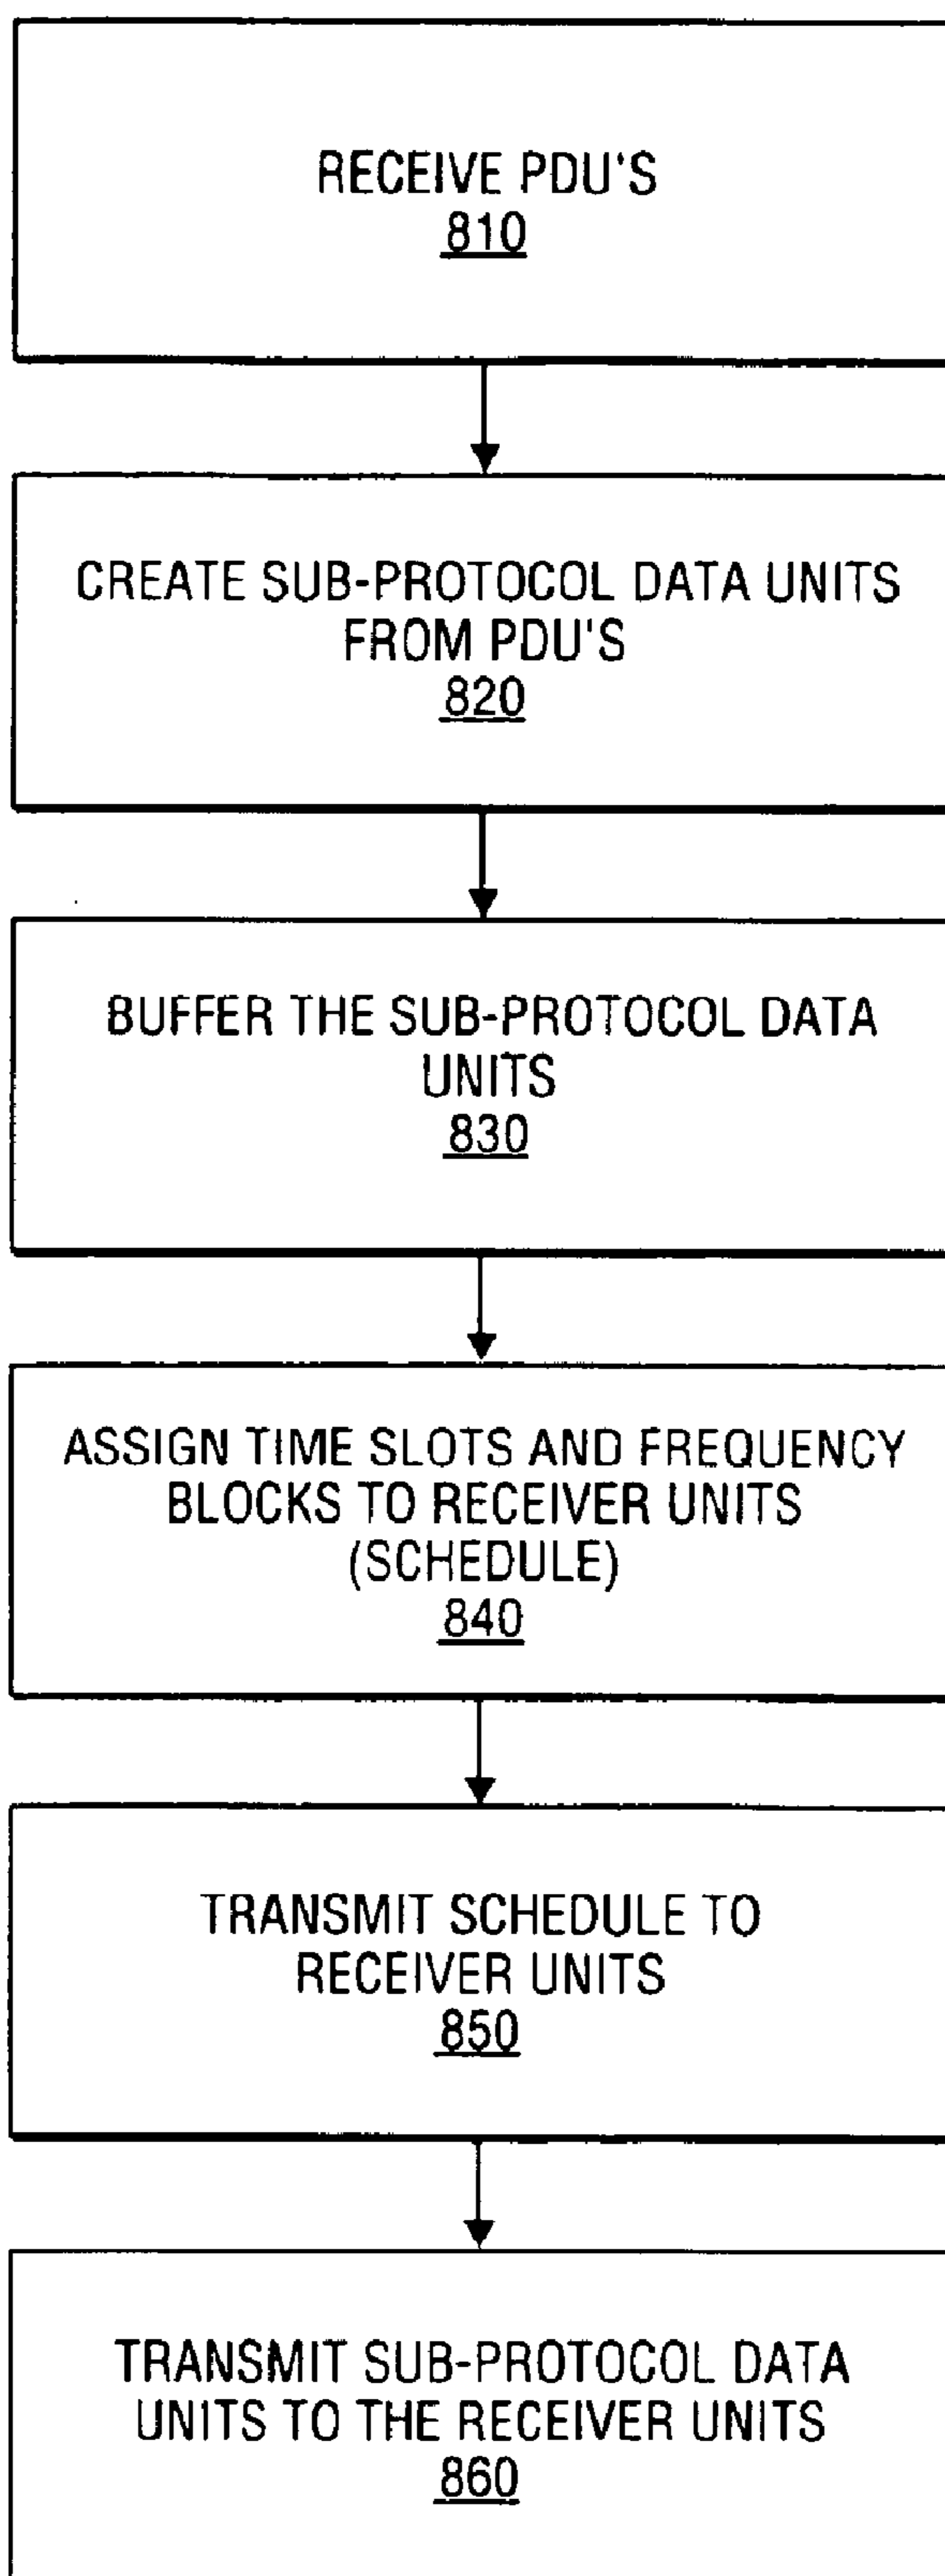 RECEIVE PDU'S
810
CREATE SUB-PROTOCOL DATA UNITS
FROM PDU'S
820
BUFFER THE SUB-PROTOCOL DATA
UNITS
830
ASSIGN TIME SLOTS AND FREQUENCY
BLOCKS TO RECEIVER UNITS
(SCHEDULE)
840
TRANSMIT SCHEDULE TO
RECEIVER UNITS
850
TRANSMIT SUB-PROTOCOL DATA
UNITS TO THE RECEIVER UNITS
860